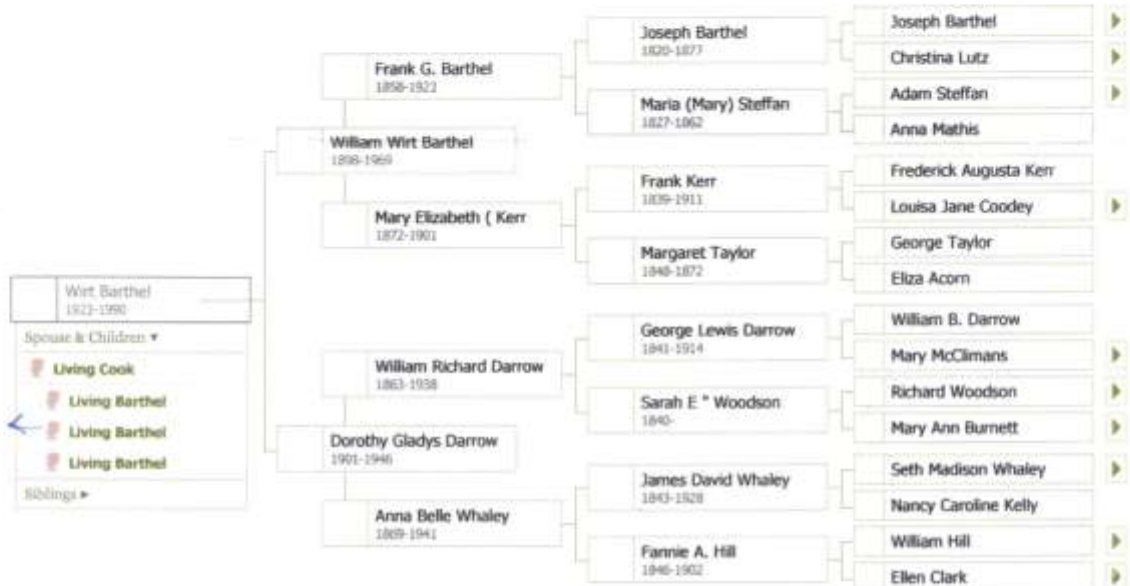 Wirt Barthel
1923-1990
Spouse & Children ▾
Living Cook
Living Barthel
Living Barthel
Living Barthel
Siblings ▸
William Wirt Barthel
1898-1969
Dorothy Gladys Darrow
1901-1946
Frank G. Barthel
1858-1923
Mary Elizabeth ( Kerr
1872-1901
William Richard Darrow
1863-1938
Anna Belle Whaley
1869-1941
Joseph Barthel
1820-1877
Maria (Mary) Steffan
1827-1862
Frank Kerr
1839-1911
Margaret Taylor
1848-1872
George Lewis Darrow
1841-1914
Sarah E " Woodson
1840-
James David Whaley
1843-1928
Fannie A. Hill
1846-1902
Joseph Barthel
Christina Lutz
Adam Steffan
Anna Mathis
Frederick Augusta Kerr
Louisa Jane Coodey
George Taylor
Eliza Acorn
William B. Darrow
Mary McClimans
Richard Woodson
Mary Ann Burnett
Seth Madison Whaley
Nancy Caroline Kelly
William Hill
Ellen Clark